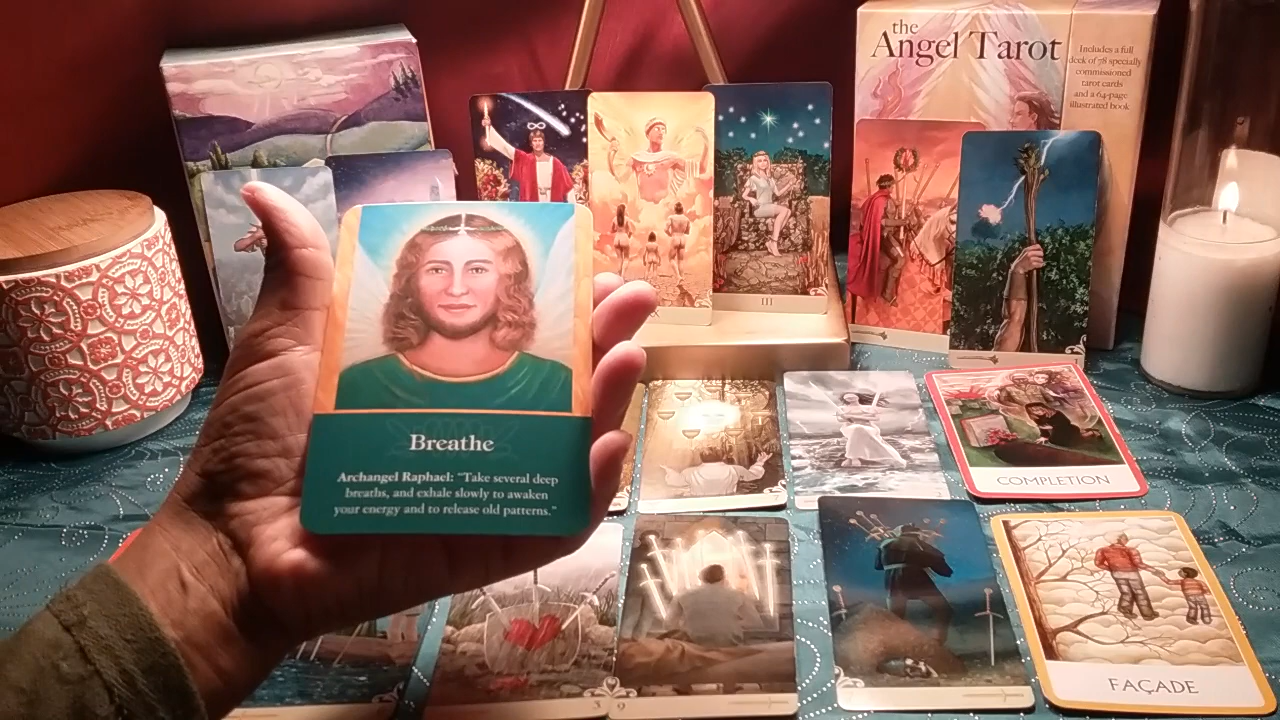 the
Angel Tarot
Includes a full
deck of 78 specially
commissioned
tarot cards
and a 64-page
illustrated book
III
Breathe
Archangel Raphael: "Take several deep
breaths, and exhale slowly to awaken
your energy and to release old patterns."
COMPLETION
3
9
FAÇADE